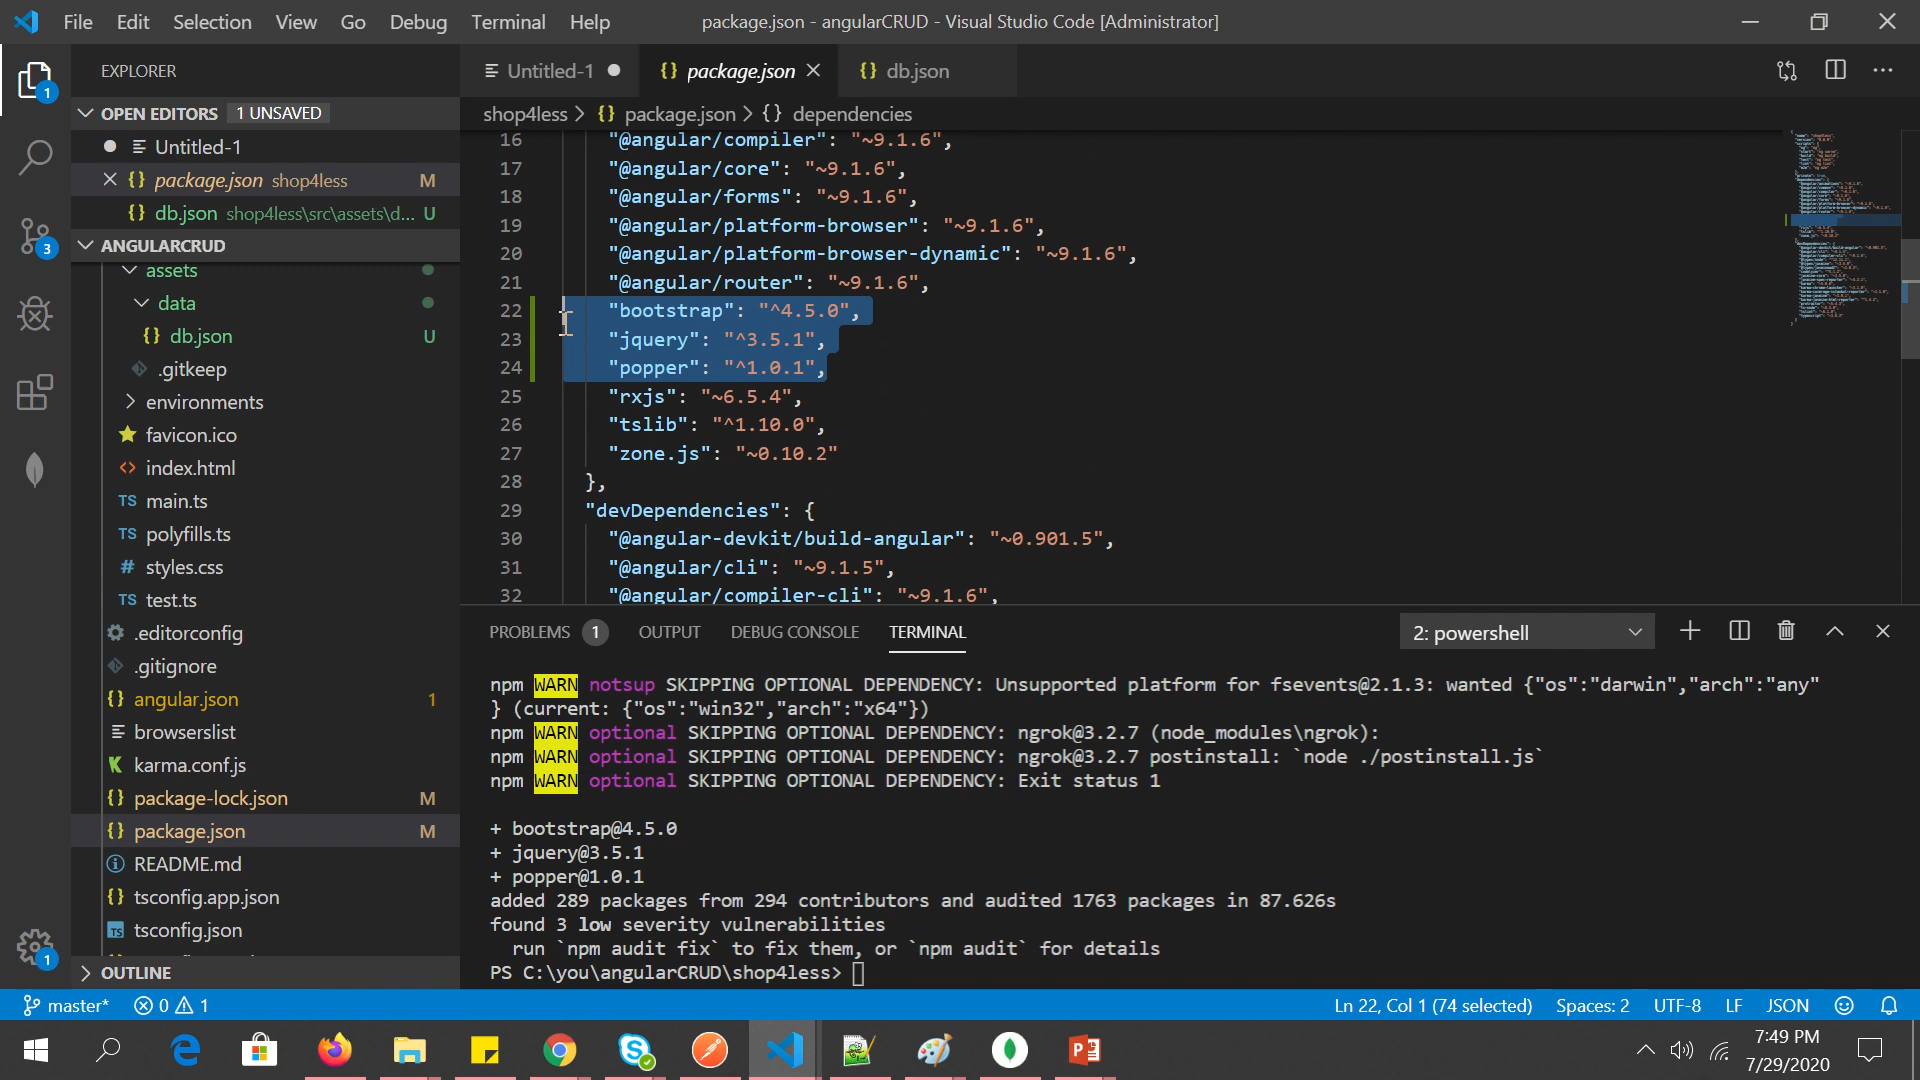 File Edit Selection View Go Debug Terminal Help
package.json - angularCRUD - Visual Studio Code [Administrator]
EXPLORER
OPEN EDITORS 1 UNSAVED
Untitled-1
package.json shop4less M
db.json shop4less\src\assets\d... U
ANGULARCRUD
assets
data
db.json U
.gitkeep
environments
favicon.ico
index.html
TS main.ts
TS polyfills.ts
# styles.css
TS test.ts
.editorconfig
.gitignore
angular.json 1
browserslist
karma.conf.js
package-lock.json M
package.json M
README.md
tsconfig.app.json
tsconfig.json
OUTLINE
1
3
1
Untitled-1
package.json
db.json
shop4less > {} package.json > {} dependencies
16 "@angular/compiler": "~9.1.6",
17 "@angular/core": "~9.1.6",
18 "@angular/forms": "~9.1.6",
19 "@angular/platform-browser": "~9.1.6",
20 "@angular/platform-browser-dynamic": "~9.1.6",
21 "@angular/router": "~9.1.6",
22 "bootstrap": "^4.5.0",
23 "jquery": "^3.5.1",
24 "popper": "^1.0.1",
25 "rxjs": "~6.5.4",
26 "tslib": "^1.10.0",
27 "zone.js": "~0.10.2"
28 },
29 "devDependencies": {
30 "@angular-devkit/build-angular": "~0.901.5",
31 "@angular/cli": "~9.1.5",
32 "@angular/compiler-cli": "~9.1.6",
PROBLEMS 1 OUTPUT DEBUG CONSOLE TERMINAL
2: powershell
npm WARN notsup SKIPPING OPTIONAL DEPENDENCY: Unsupported platform for fsevents@2.1.3: wanted {"os":"darwin","arch":"any"
} (current: {"os":"win32","arch":"x64"})
npm WARN optional SKIPPING OPTIONAL DEPENDENCY: ngrok@3.2.7 (node_modules\ngrok):
npm WARN optional SKIPPING OPTIONAL DEPENDENCY: ngrok@3.2.7 postinstall: `node ./postinstall.js`
npm WARN optional SKIPPING OPTIONAL DEPENDENCY: Exit status 1
+ bootstrap@4.5.0
+ jquery@3.5.1
+ popper@1.0.1
added 289 packages from 294 contributors and audited 1763 packages in 87.626s
found 3 low severity vulnerabilities
run `npm audit fix` to fix them, or `npm audit` for details
PS C:\you\angularCRUD\shop4less>
master* 0 1
Ln 22, Col 1 (74 selected) Spaces: 2 UTF-8 LF JSON
7:49 PM
7/29/2020